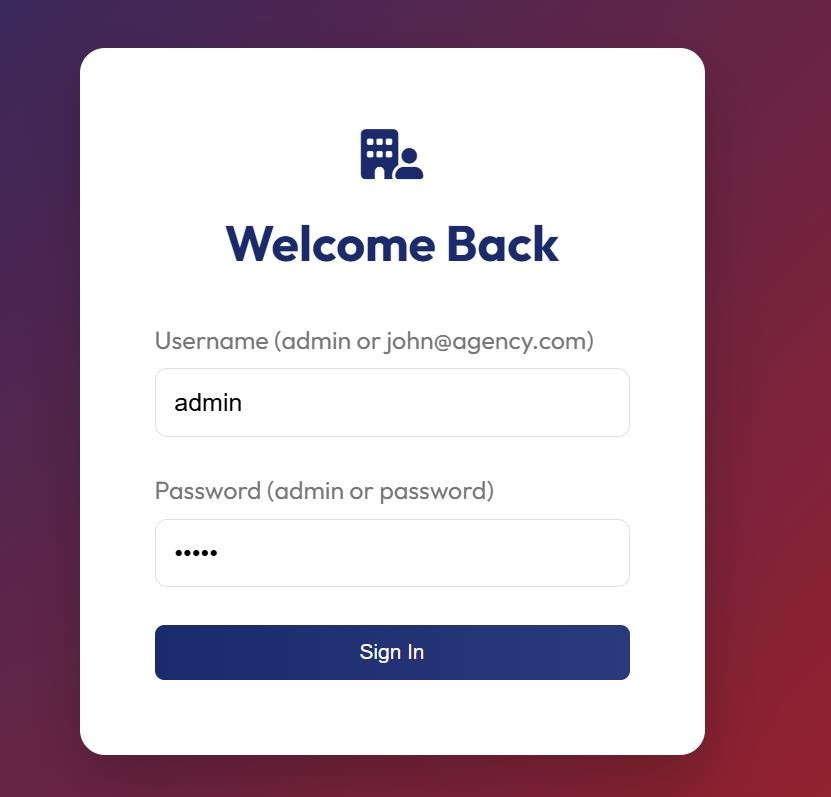 Welcome Back
Username (admin or john@agency.com)
admin
Password (admin or password)
•••••
Sign In